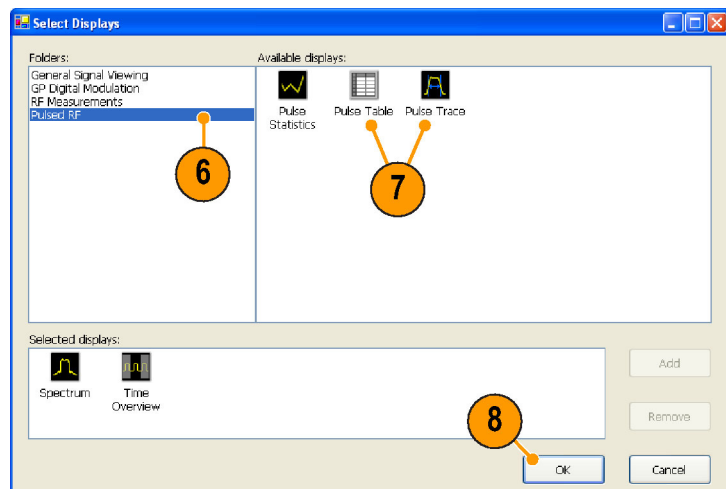 Select Displays
Folders:
General Signal Viewing
GP Digital Modulation
RF Measurements
Pulsed RF
6
Available displays:
Pulse Statistics
Pulse Table
Pulse Trace
7
Selected displays:
Spectrum
Time Overview
Add
Remove
8
OK
Cancel